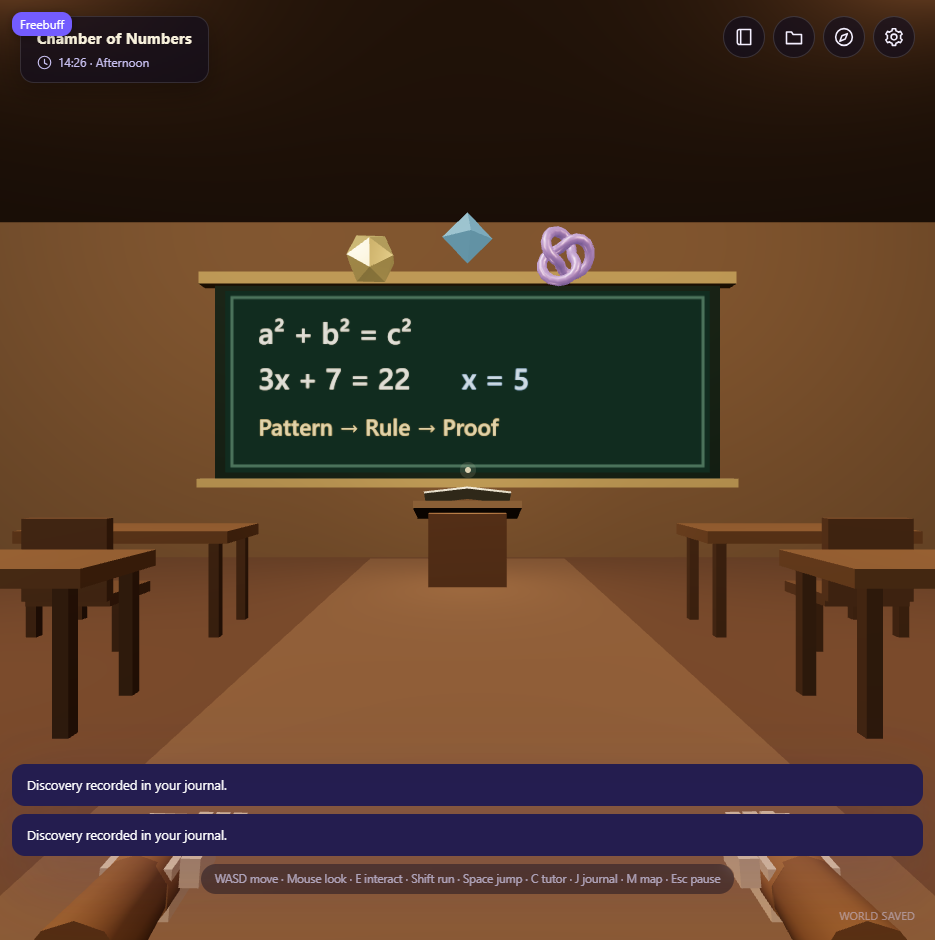 Freebuff
Chamber of Numbers
14:26 · Afternoon
a² + b² = c²
3x + 7 = 22 x = 5
Pattern → Rule → Proof
Discovery recorded in your journal.
Discovery recorded in your journal.
WASD move · Mouse look · E interact · Shift run · Space jump · C tutor · J journal · M map · Esc pause
WORLD SAVED